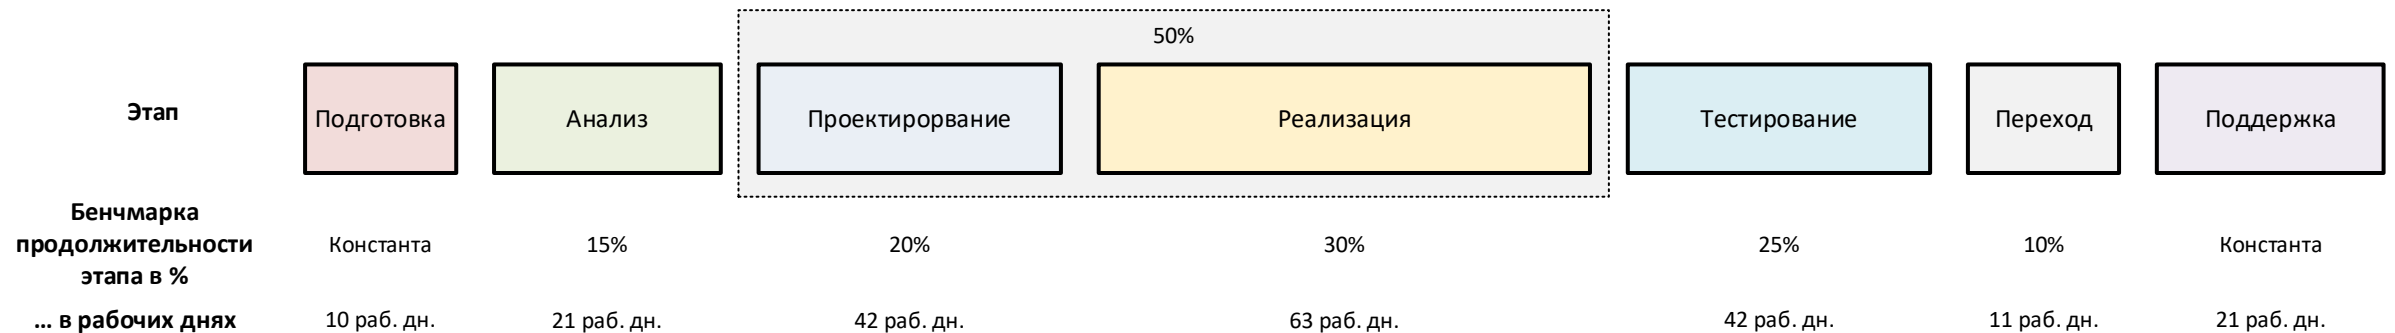 50%
Этап
Подготовка
Анализ
Проектирорвание
Реализация
Тестирование
Переход
Поддержка
Бенчмарка
продолжительности
этапа в %
Константа
15%
20%
30%
25%
10%
Константа
... в рабочих днях
10 раб. дн.
21 раб. дн.
42 раб. дн.
63 раб. дн.
42 раб. дн.
11 раб. дн.
21 раб. дн.